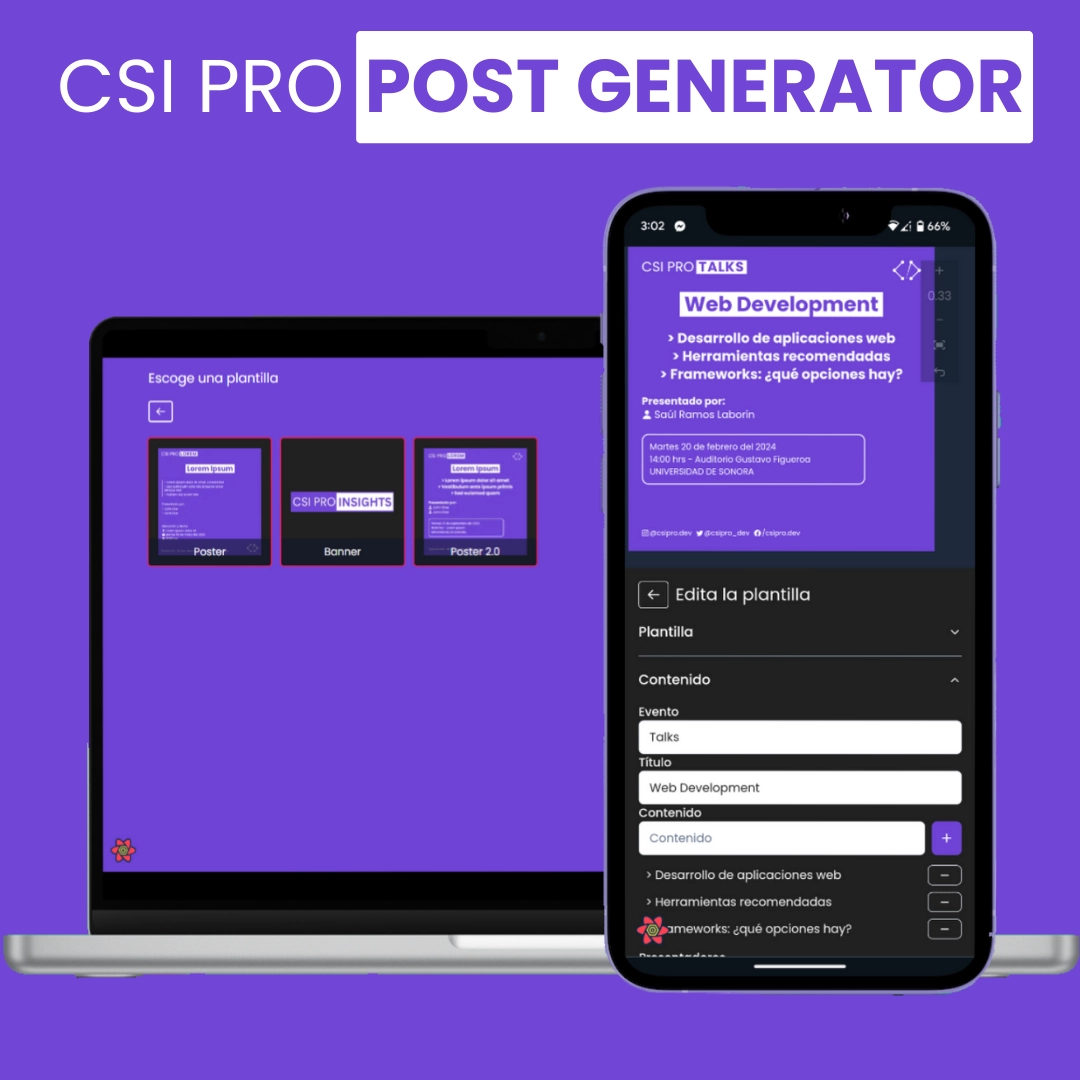 CSI PRO POST GENERATOR
Escoge una plantilla
CSI PRO LOREM
Lorem Ipsum
Poster
CSI PRO INSIGHTS
Banner
CSI PRO LOREM
Lorem Ipsum
> Lorem ipsum dolor sit amet
> Vestibulum ante ipsum primis
> Sed euismod quam
Poster 2.0
3:02
66%
CSI PRO TALKS
Web Development
> Desarrollo de aplicaciones web
> Herramientas recomendadas
> Frameworks: ¿qué opciones hay?
Presentado por:
Saúl Ramos Laborín
Martes 20 de febrero del 2024
14:00 hrs - Auditorio Gustavo Figueroa
UNIVERSIDAD DE SONORA
@csipro.dev @csipro_dev /csipro.dev
+
0.33
-
Edita la plantilla
Plantilla
Contenido
Evento
Talks
Título
Web Development
Contenido
Contenido
+
> Desarrollo de aplicaciones web
> Herramientas recomendadas
ameworks: ¿qué opciones hay?
Presentadores